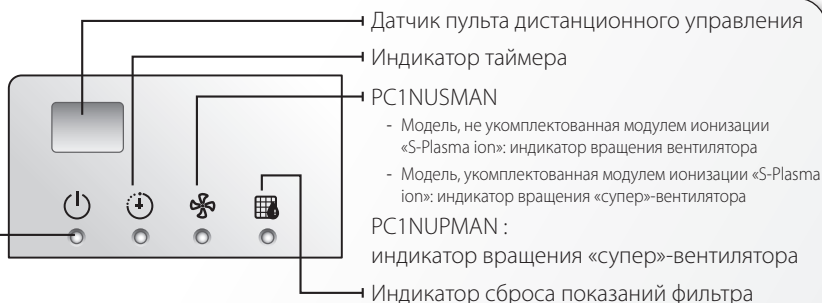 Датчик пульта дистанционного управления
Индикатор таймера
PC1NUSMAN
- Модель, не укомплектованная модулем ионизации
«S-Plasma ion»: индикатор вращения вентилятора
- Модель, укомплектованная модулем ионизации «S-Plasma
ion»: индикатор вращения «супер»-вентилятора
PC1NUPMAN :
индикатор вращения «супер»-вентилятора
Индикатор сброса показаний фильтра